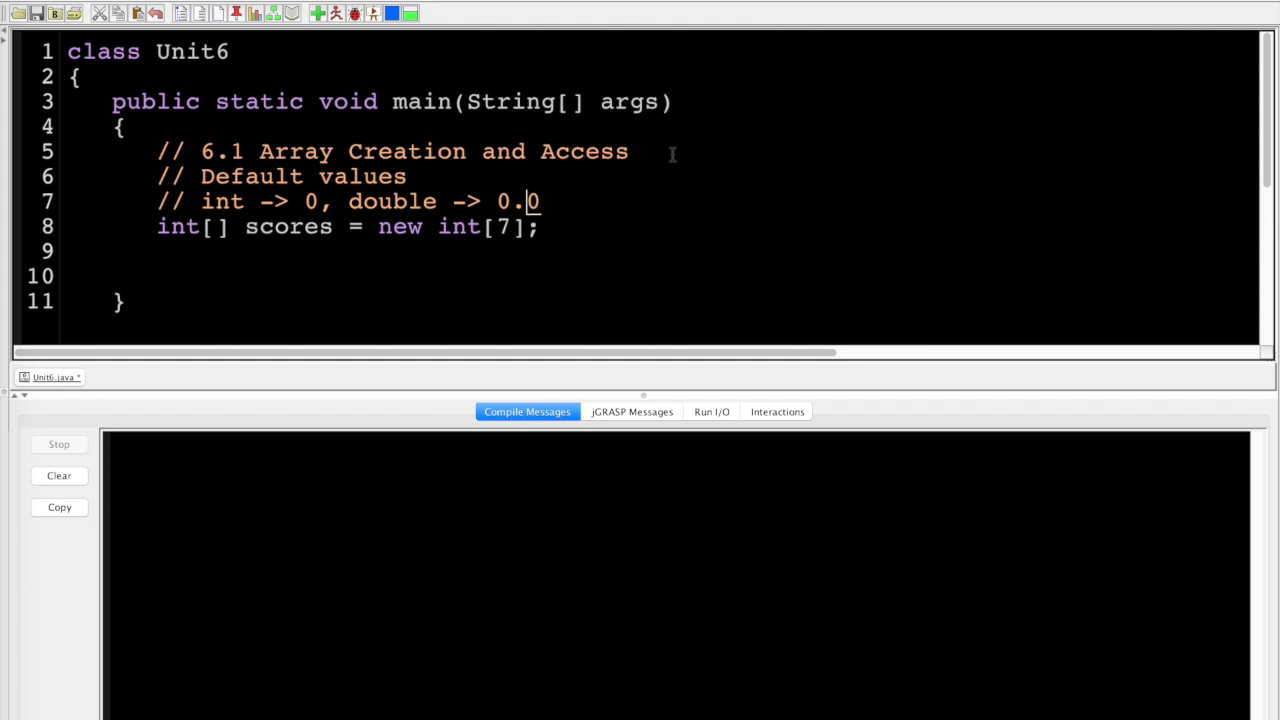 1 class Unit6
2 {
3 public static void main(String[] args)
4 {
5 // 6.1 Array Creation and Access
6 // Default values
7 // int -> 0, double -> 0.0
8 int[] scores = new int[7];
9
10
11 }
Unit6.java *
Compile Messages jGRASP Messages Run I/O Interactions
Stop
Clear
Copy